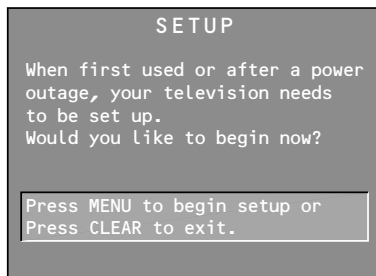 SETUP
When first used or after a power
outage, your television needs
to be set up.
Would you like to begin now?
Press MENU to begin setup or
Press CLEAR to exit.